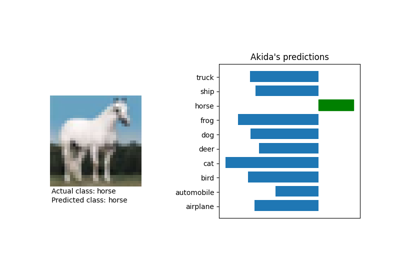 Akida's predictions
truck
ship
horse
frog
dog
deer
cat
bird
automobile
airplane
Actual class: horse
Predicted class: horse